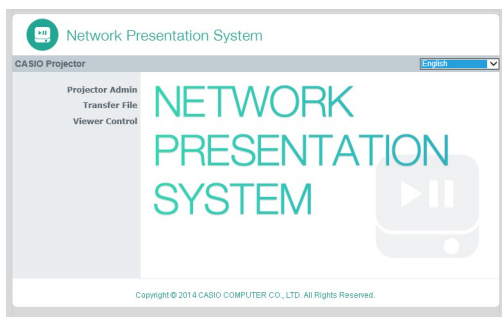 Network Presentation System
CASIO Projector
English
Projector Admin
Transfer File
Viewer Control
NETWORK
PRESENTATION
SYSTEM
Copyright © 2014 CASIO COMPUTER CO., LTD. All Rights Reserved.